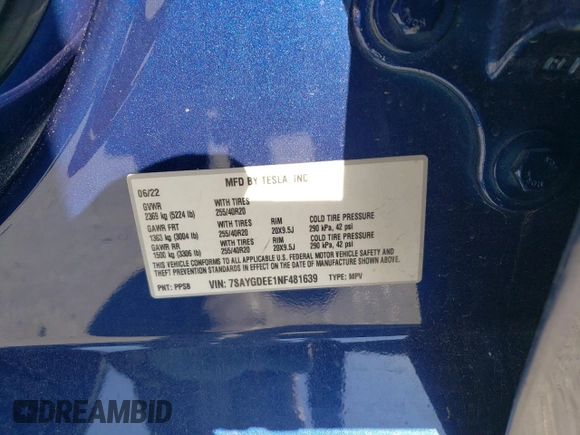 MFD BY TESLA, INC
06/22
GVWR WITH TIRES
2365 kg (5224 lb) 255/40R20
GAWR FRT WITH TIRES RIM COLD TIRE PRESSURE
1363 kg (3004 lb) 255/40R20 20X9.5J 290 kPa, 42 psi
GAWR RR WITH TIRES RIM COLD TIRE PRESSURE
1500 kg (3306 lb) 255/40R20 20X9.5J 290 kPa, 42 psi
THIS VEHICLE CONFORMS TO ALL APPLICABLE U.S. FEDERAL MOTOR VEHICLE SAFETY AND
THEFT PREVENTION STANDARDS IN EFFECT ON THE DATE OF MANUFACTURE SHOWN ABOVE.
PNT: PPSB VIN: 7SAYGDEE1NF481639 TYPE: MPV
DREAMBID